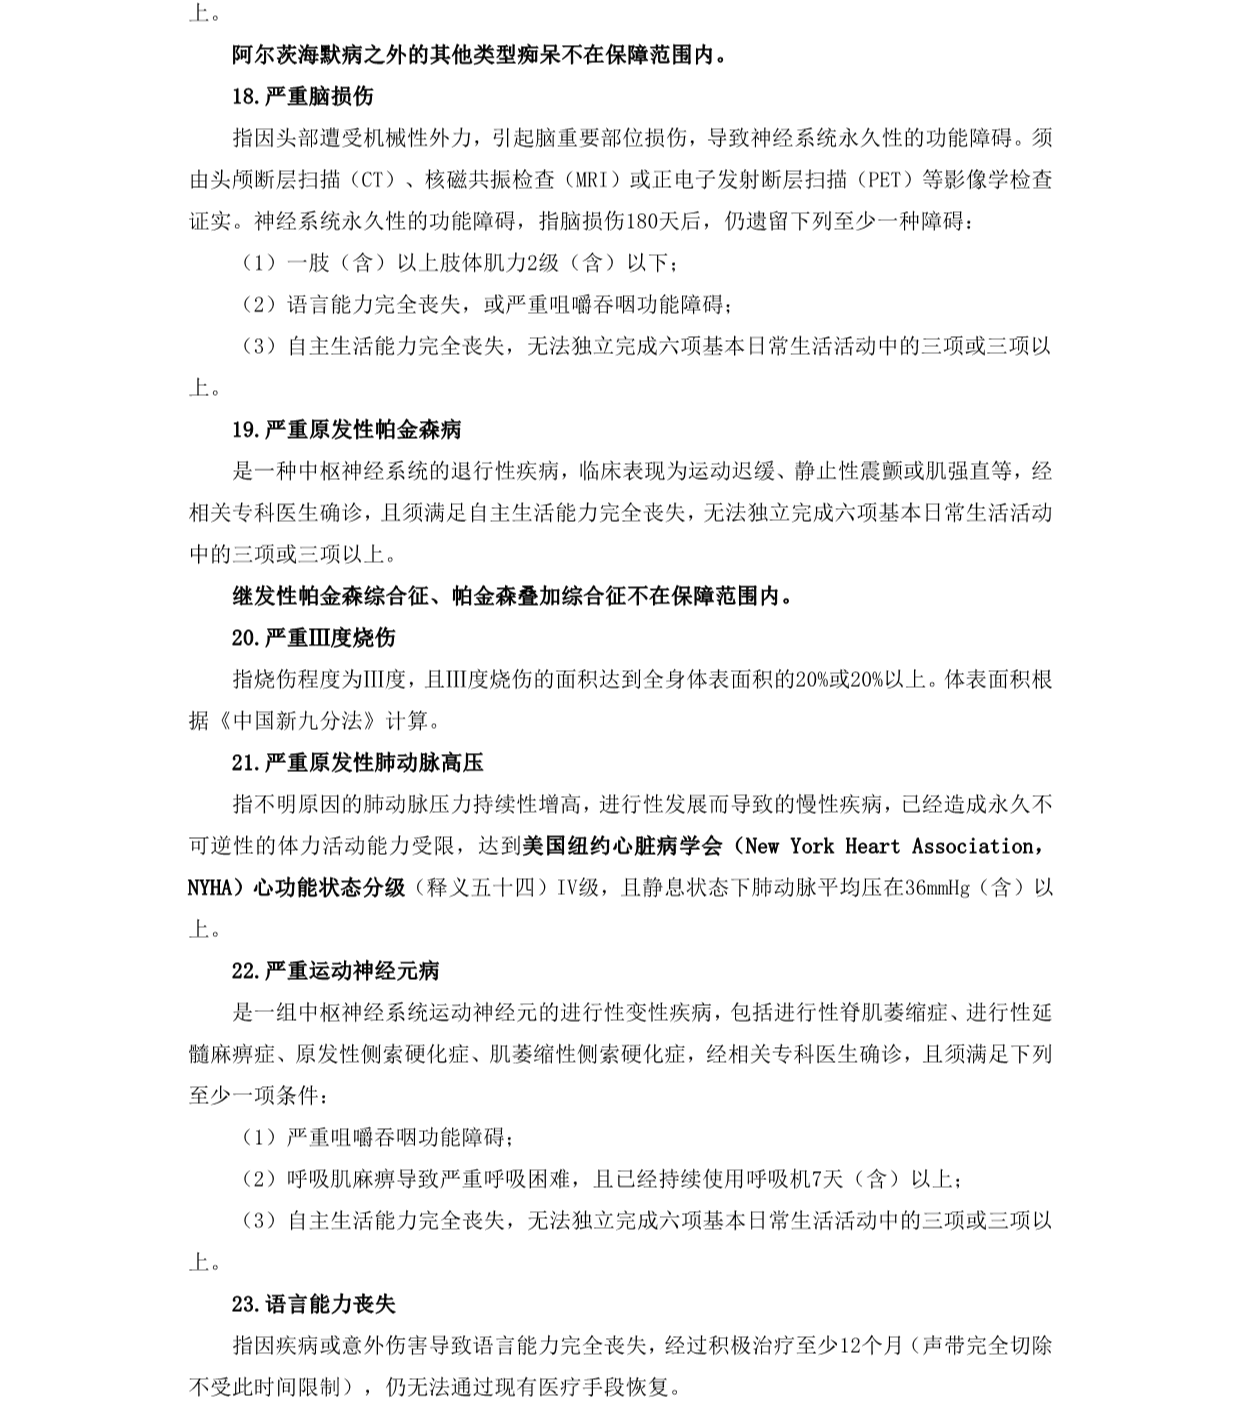 上。
阿尔茨海默病之外的其他类型痴呆不在保障范围内。
18.严重脑损伤
指因头部遭受机械性外力，引起脑重要部位损伤，导致神经系统永久性的功能障碍。须
由头颅断层扫描（CT）、核磁共振检查（MRI）或正电子发射断层扫描（PET）等影像学检查
证实。神经系统永久性的功能障碍，指脑损伤180天后，仍遗留下列至少一种障碍：
（1）一肢（含）以上肢体肌力2级（含）以下；
（2）语言能力完全丧失，或严重咀嚼吞咽功能障碍；
（3）自主生活能力完全丧失，无法独立完成六项基本日常生活活动中的三项或三项以
上。
19.严重原发性帕金森病
是一种中枢神经系统的退行性疾病，临床表现为运动迟缓、静止性震颤或肌强直等，经
相关专科医生确诊，且须满足自主生活能力完全丧失，无法独立完成六项基本日常生活活动
中的三项或三项以上。
继发性帕金森综合征、帕金森叠加综合征不在保障范围内。
20.严重Ⅲ度烧伤
指烧伤程度为Ⅲ度，且Ⅲ度烧伤的面积达到全身体表面积的20%或20%以上。体表面积根
据《中国新九分法》计算。
21.严重原发性肺动脉高压
指不明原因的肺动脉压力持续性增高，进行性发展而导致的慢性疾病，已经造成永久不
可逆性的体力活动能力受限，达到美国纽约心脏病学会（New York Heart Association，
NYHA）心功能状态分级（释义五十四）IV级，且静息状态下肺动脉平均压在36mmHg（含）以
上。
22.严重运动神经元病
是一组中枢神经系统运动神经元的进行性变性疾病，包括进行性脊肌萎缩症、进行性延
髓麻痹症、原发性侧索硬化症、肌萎缩性侧索硬化症，经相关专科医生确诊，且须满足下列
至少一项条件：
（1）严重咀嚼吞咽功能障碍；
（2）呼吸肌麻痹导致严重呼吸困难，且已经持续使用呼吸机7天（含）以上；
（3）自主生活能力完全丧失，无法独立完成六项基本日常生活活动中的三项或三项以
上。
23.语言能力丧失
指因疾病或意外伤害导致语言能力完全丧失，经过积极治疗至少12个月（声带完全切除
不受此时间限制），仍无法通过现有医疗手段恢复。